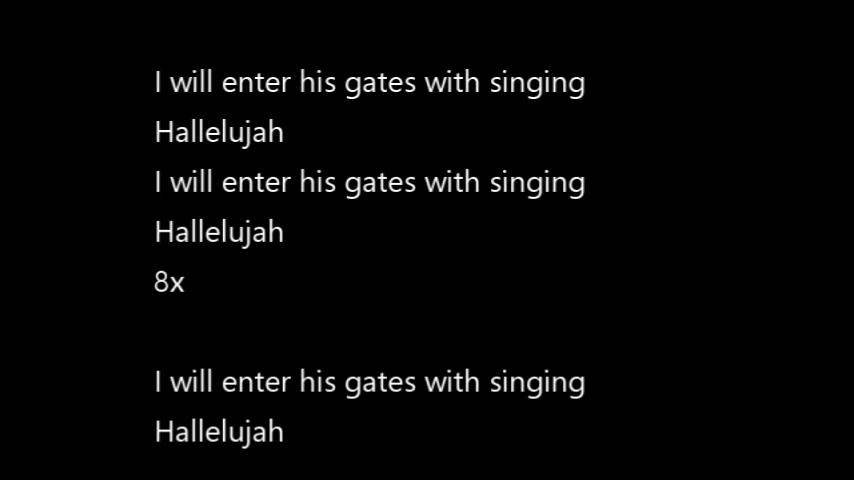 I will enter his gates with singing
Hallelujah
I will enter his gates with singing
Hallelujah
8x
I will enter his gates with singing
Hallelujah